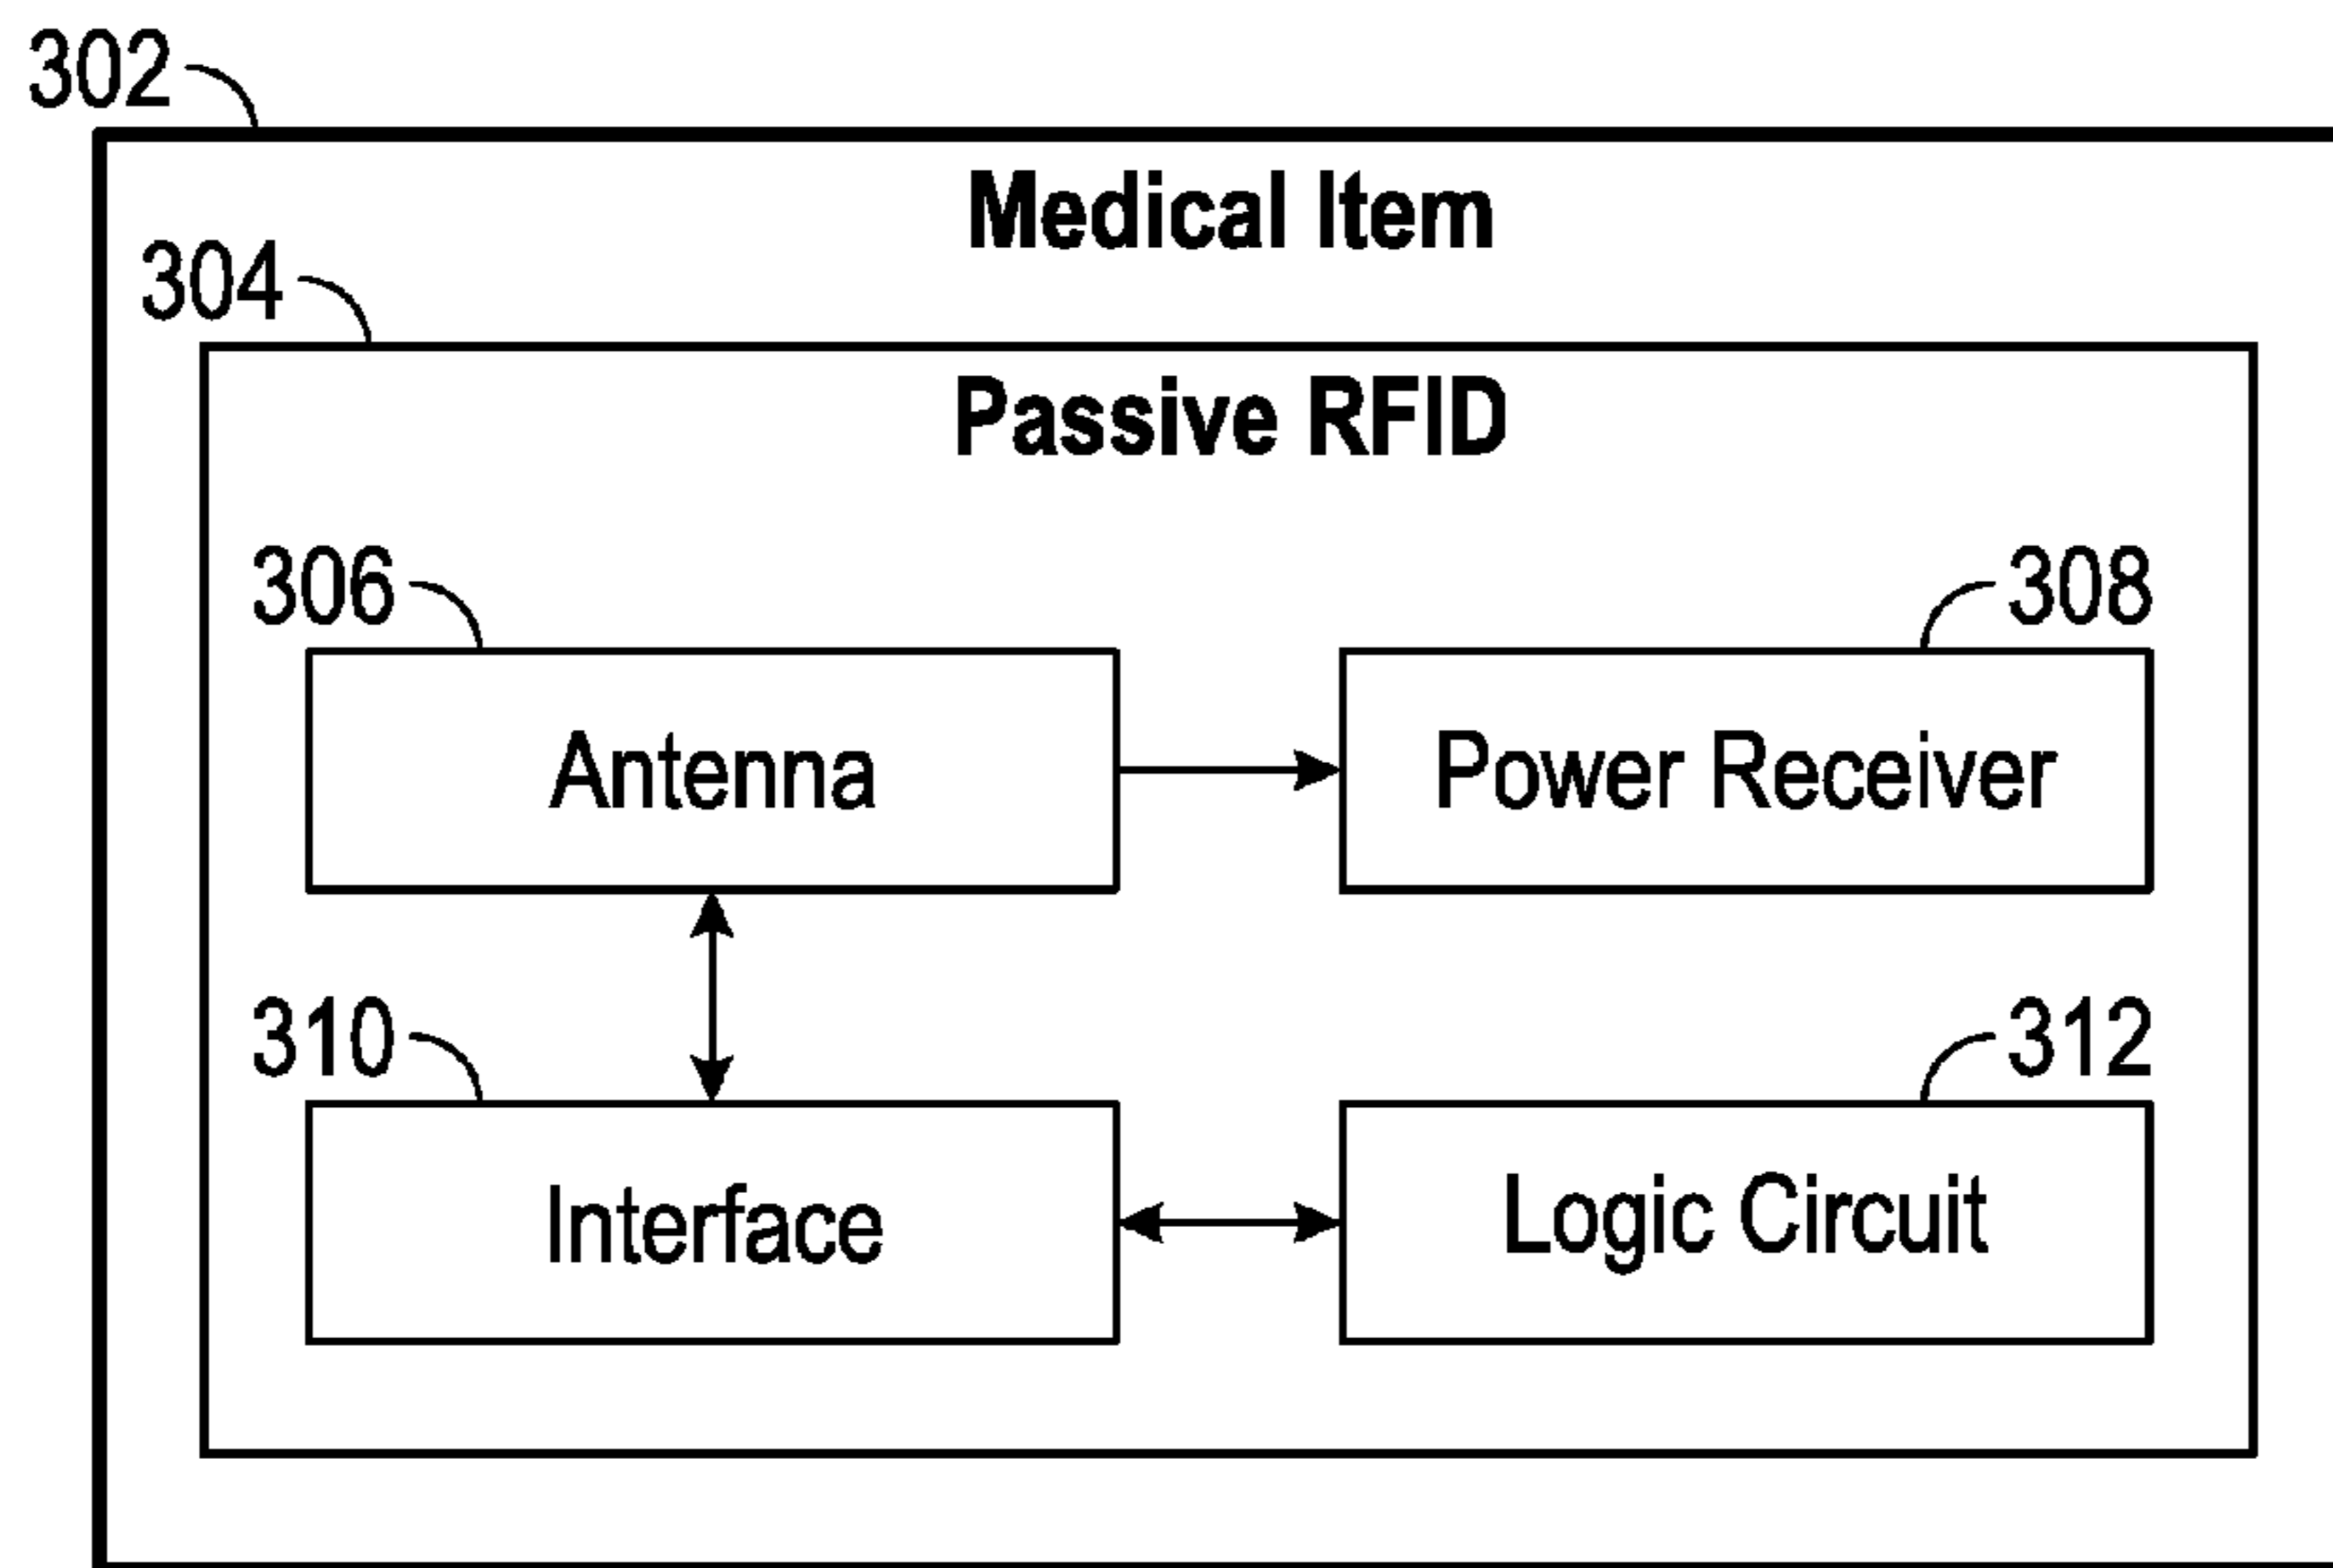 302
Medical Item
304
Passive RFID
306
308
Antenna
Power Receiver
310
312
Interface
Logic Circuit